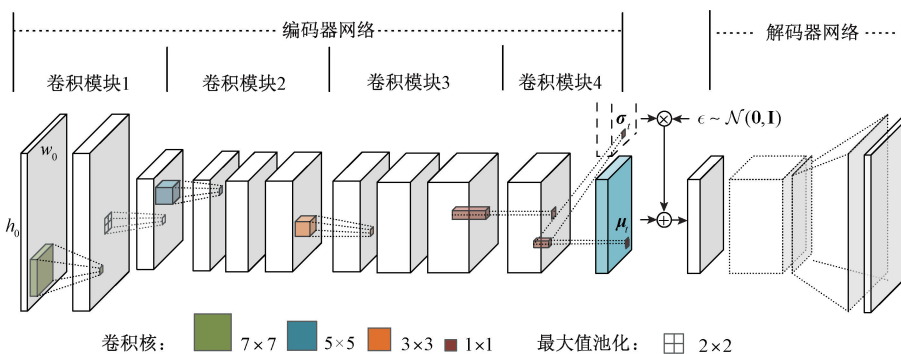 编码器网络
解码器网络
卷积模块1
卷积模块2
卷积模块3
卷积模块4
w₀
h₀
σₜ
ϵ ~ 𝒩(0, I)
μₜ
卷积核： 7×7 5×5 3×3 1×1 最大值池化： 2×2